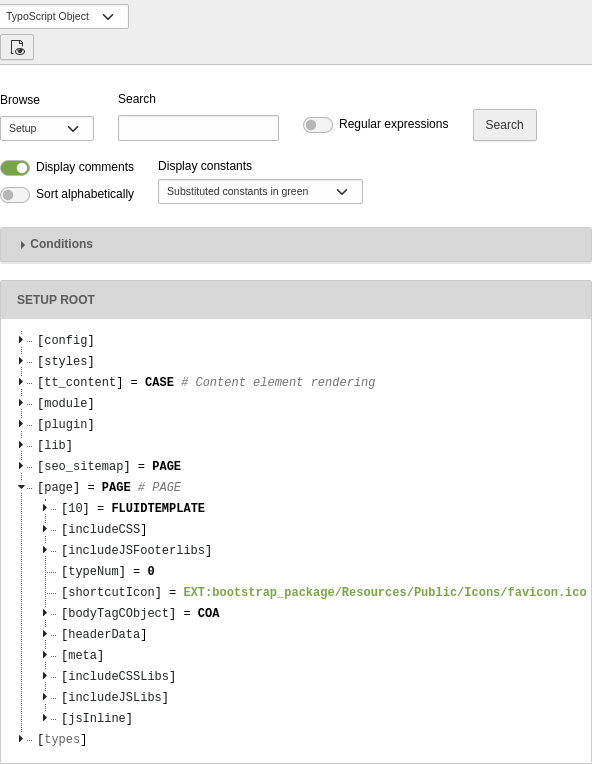 TypoScript Object
Browse
Search
Setup
Regular expressions
Search
Display comments
Display constants
Sort alphabetically
Substituted constants in green
Conditions
SETUP ROOT
[config]
[styles]
[tt_content] = CASE # Content element rendering
[module]
[plugin]
[lib]
[seo_sitemap] = PAGE
[page] = PAGE # PAGE
[10] = FLUIDTEMPLATE
[includeCSS]
[includeJSFooterlibs]
[typeNum] = 0
[shortcutIcon] = EXT:bootstrap_package/Resources/Public/Icons/favicon.ico
[bodyTagCObject] = COA
[headerData]
[meta]
[includeCSSLibs]
[includeJSLibs]
[jsInline]
[types]